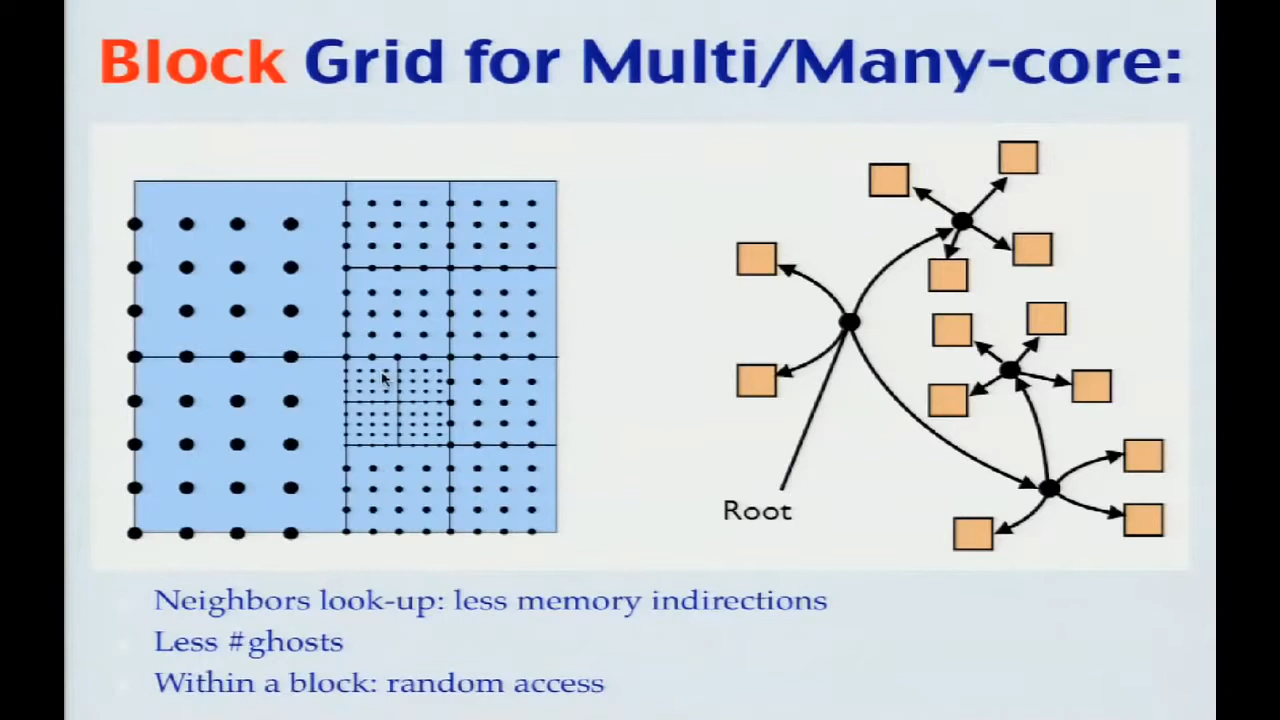 Block Grid for Multi/Many-core:
Root
Neighbors look-up: less memory indirections
Less #ghosts
Within a block: random access